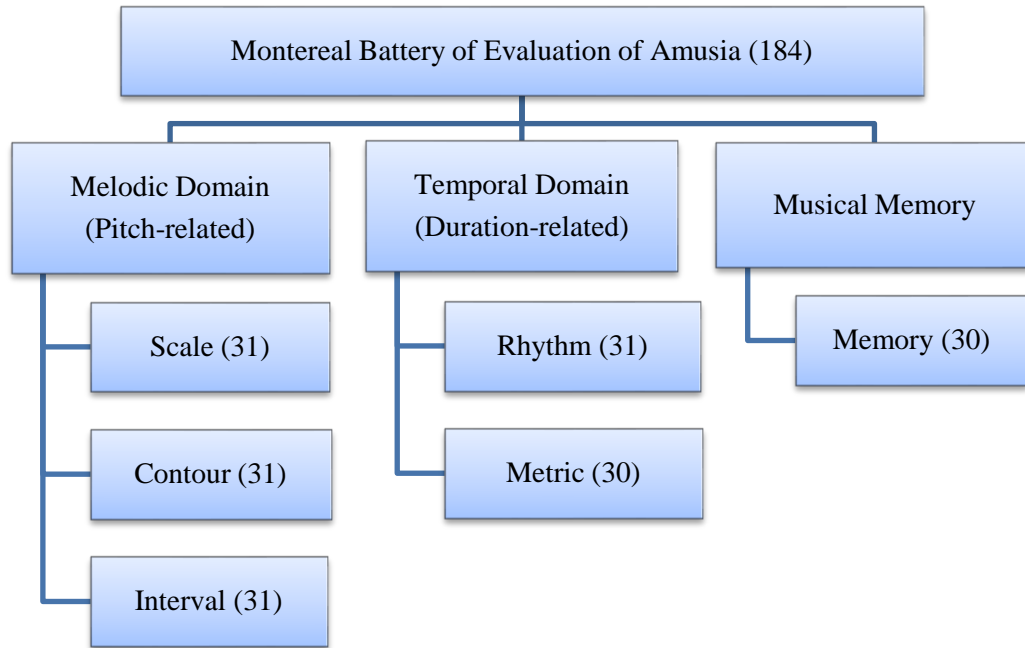 Montereal Battery of Evaluation of Amusia (184)
Melodic Domain
(Pitch-related)
Temporal Domain
(Duration-related)
Musical Memory
Scale (31)
Contour (31)
Interval (31)
Rhythm (31)
Metric (30)
Memory (30)